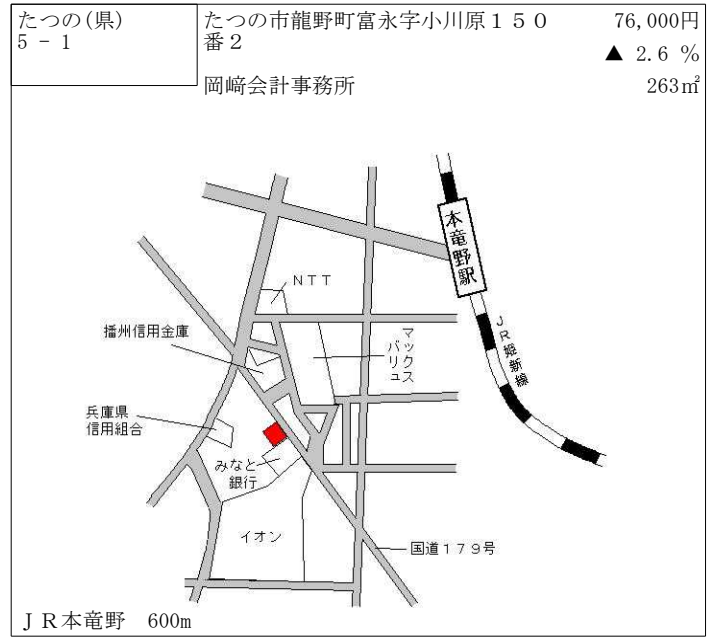 たつの(県)
5 - 1
たつの市龍野町富永字小川原１５０
番２
岡﨑会計事務所
76,000円
▲ 2.6 %
263㎡
本竜野駅
ＪＲ姫新線
ＮＴＴ
播州信用金庫
マックス
バリュ
兵庫県
信用組合
みなと
銀行
イオン
国道１７９号
ＪＲ本竜野　600m